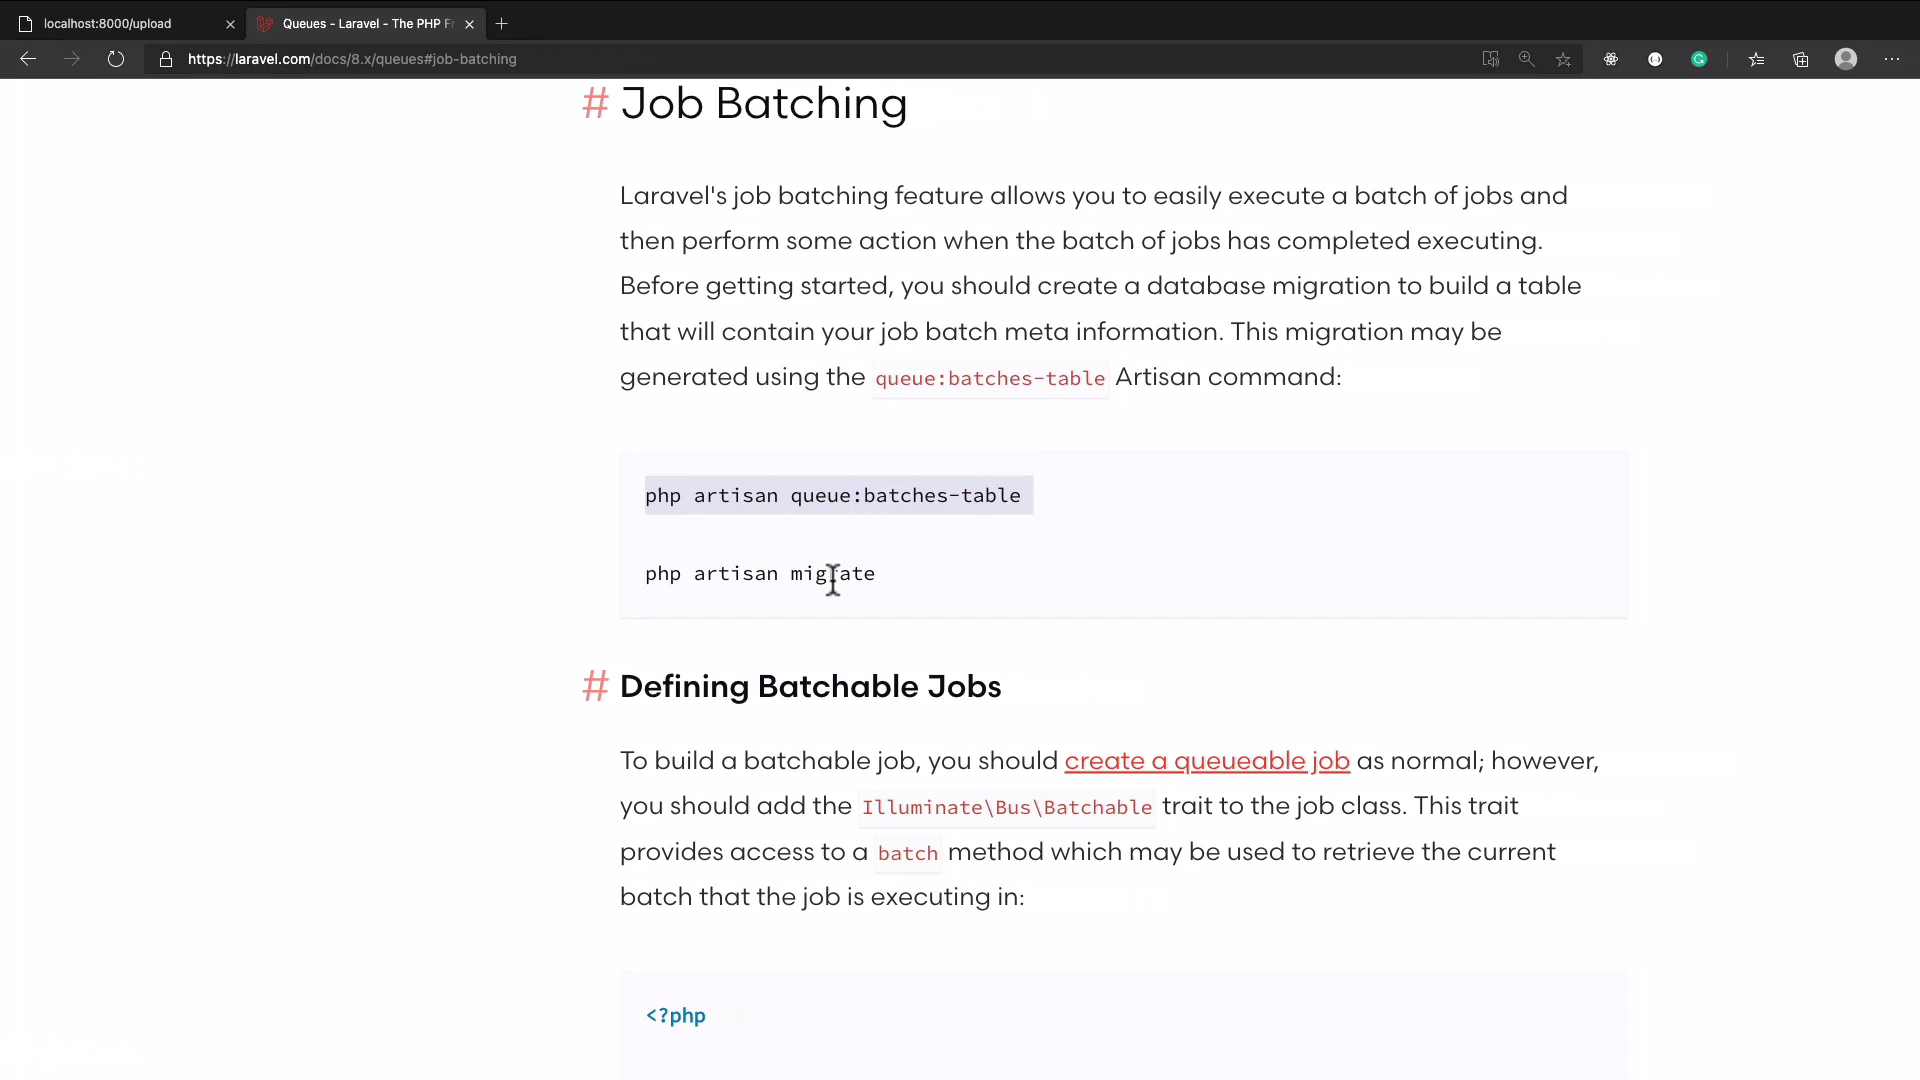 localhost:8000/upload
Queues - Laravel - The PHP Fr
https://laravel.com/docs/8.x/queues#job-batching
# Job Batching
Laravel's job batching feature allows you to easily execute a batch of jobs and
then perform some action when the batch of jobs has completed executing.
Before getting started, you should create a database migration to build a table
that will contain your job batch meta information. This migration may be
generated using the queue:batches-table Artisan command:
php artisan queue:batches-table
php artisan migrate
# Defining Batchable Jobs
To build a batchable job, you should create a queueable job as normal; however,
you should add the Illuminate\Bus\Batchable trait to the job class. This trait
provides access to a batch method which may be used to retrieve the current
batch that the job is executing in:
<?php